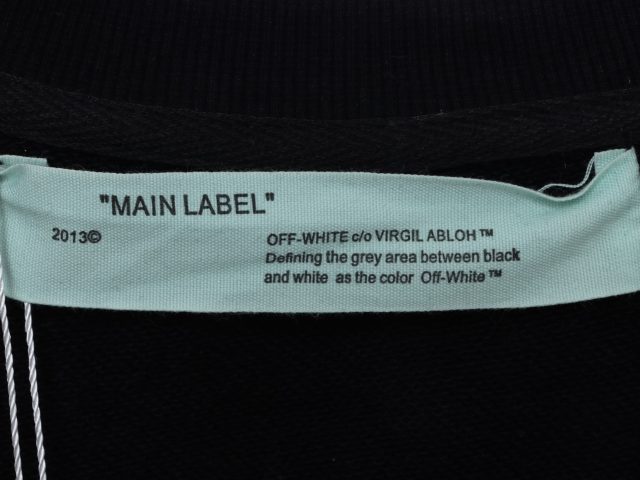 "MAIN LABEL"
2013© OFF-WHITE c/o VIRGIL ABLOH™
Defining the grey area between black
and white as the color Off-White™